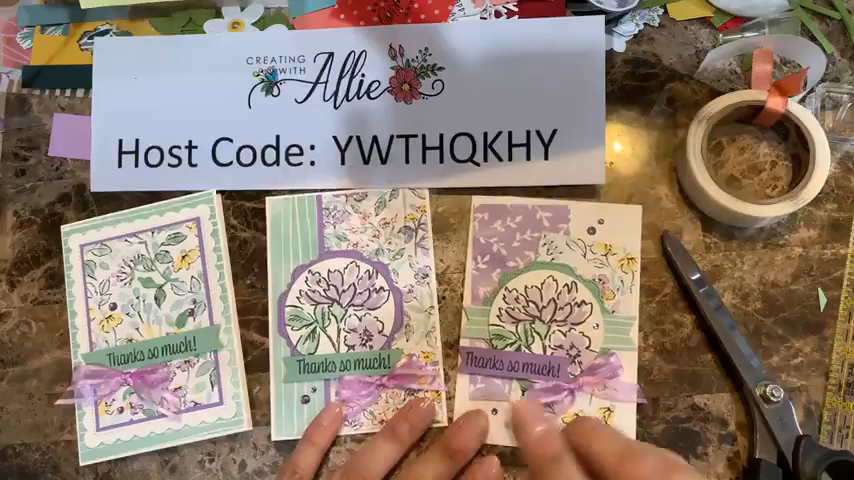 CREATING
WITH
Allie
Host Code: YWTHQKHY
Thanks so much!
Thanks so much!
Thanks so much!